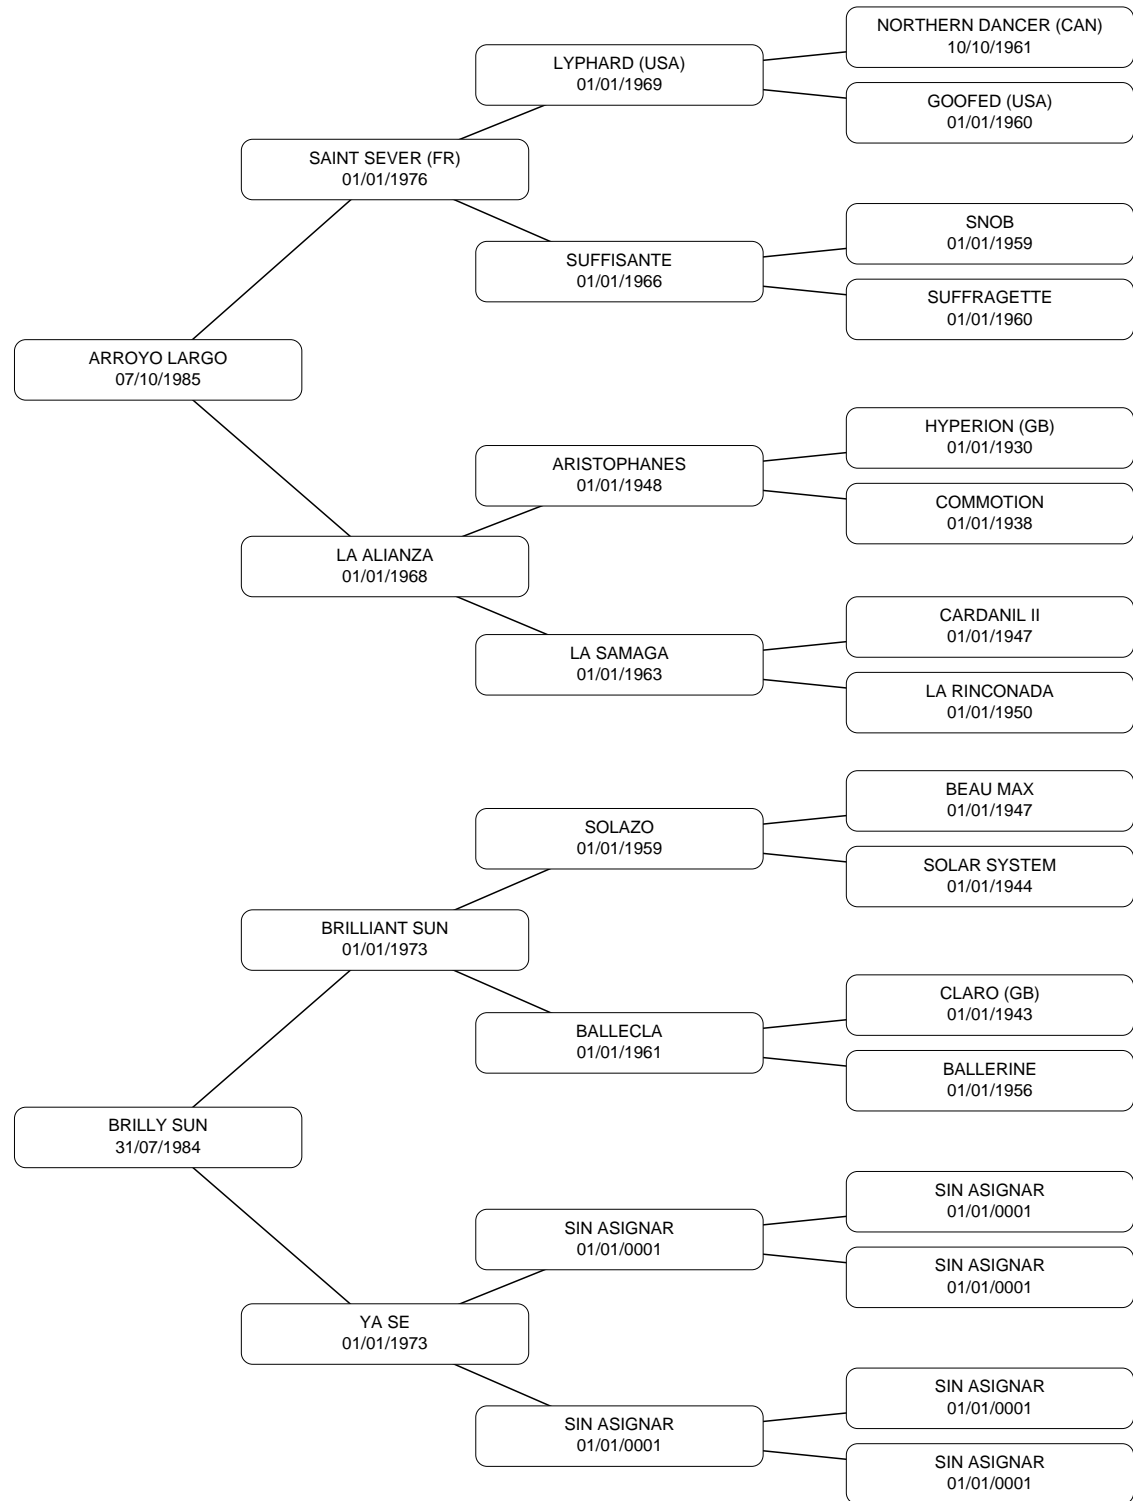 NORTHERN DANCER (CAN)
10/10/1961
LYPHARD (USA)
01/01/1969
GOOFED (USA)
01/01/1960
SAINT SEVER (FR)
01/01/1976
SNOB
01/01/1959
SUFFISANTE
01/01/1966
SUFFRAGETTE
01/01/1960
ARROYO LARGO
07/10/1985
HYPERION (GB)
01/01/1930
ARISTOPHANES
01/01/1948
COMMOTION
01/01/1938
LA ALIANZA
01/01/1968
CARDANIL II
01/01/1947
LA SAMAGA
01/01/1963
LA RINCONADA
01/01/1950
BEAU MAX
01/01/1947
SOLAZO
01/01/1959
SOLAR SYSTEM
01/01/1944
BRILLIANT SUN
01/01/1973
CLARO (GB)
01/01/1943
BALLECLA
01/01/1961
BALLERINE
01/01/1956
BRILLY SUN
31/07/1984
SIN ASIGNAR
01/01/0001
SIN ASIGNAR
01/01/0001
SIN ASIGNAR
01/01/0001
YA SE
01/01/1973
SIN ASIGNAR
01/01/0001
SIN ASIGNAR
01/01/0001
SIN ASIGNAR
01/01/0001